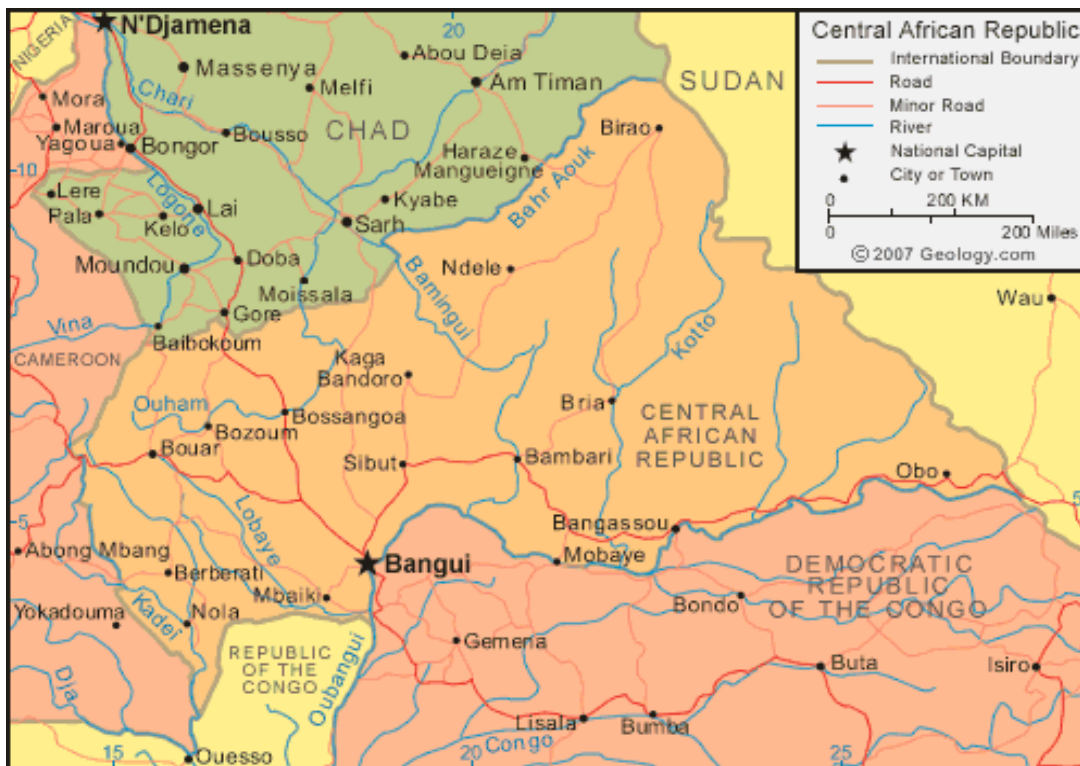 N'Djamena
20
NIGERIA
Abou Deia
Massenya
Am Timan
SUDAN
Melfi
Mora
Chari
CHAD
Maroua
Bousso
Birao
Yagoua
Bongor
Haraze
Mangueigne
10
Logone
Bahr Aouk
Lere
Kyabe
Pala
Lai
Kelo
Sarh
Moundou
Doba
Ndele
Bamingui
Moissala
Wau
Vina
Gore
Kotto
Baibokoum
CAMEROON
Kaga
Bandoro
Ouham
Bria
Bossangoa
CENTRAL
AFRICAN
REPUBLIC
Bozoum
Bouar
Sibut
Bambari
Obo
Lobaye
5
5
Bangassou
Abong Mbang
Bangui
Mobaye
DEMOCRATIC
REPUBLIC
OF THE CONGO
Berberati
Kadei
Mbaiki
Bondo
Yokadouma
Nola
Gemena
REPUBLIC
OF THE
CONGO
Oubangui
Dja
Buta
Isiro
Lisala
Bumba
Congo
Ouesso
15
20
25
Central African Republic
International Boundary
Road
Minor Road
River
National Capital
City or Town
0 200 KM
0 200 Miles
© 2007 Geology.com